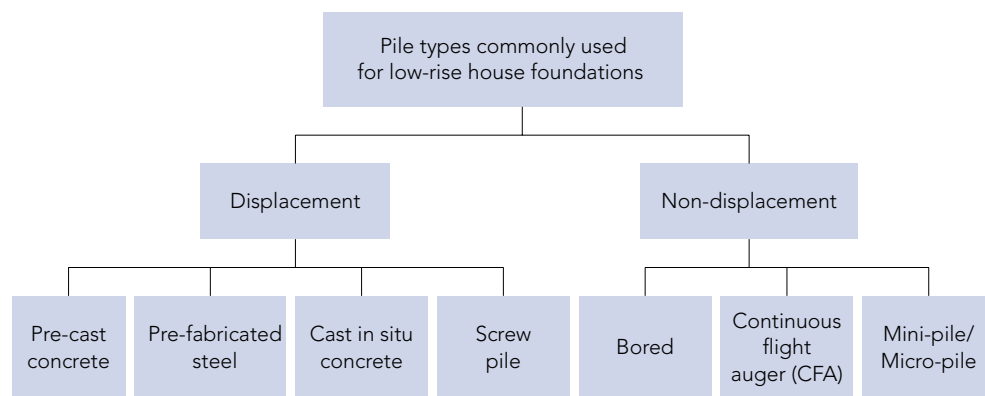 Pile types commonly used
for low-rise house foundations
Displacement
Non-displacement
Pre-cast
concrete
Pre-fabricated
steel
Cast in situ
concrete
Screw
pile
Bored
Continuous
flight
auger (CFA)
Mini-pile/
Micro-pile